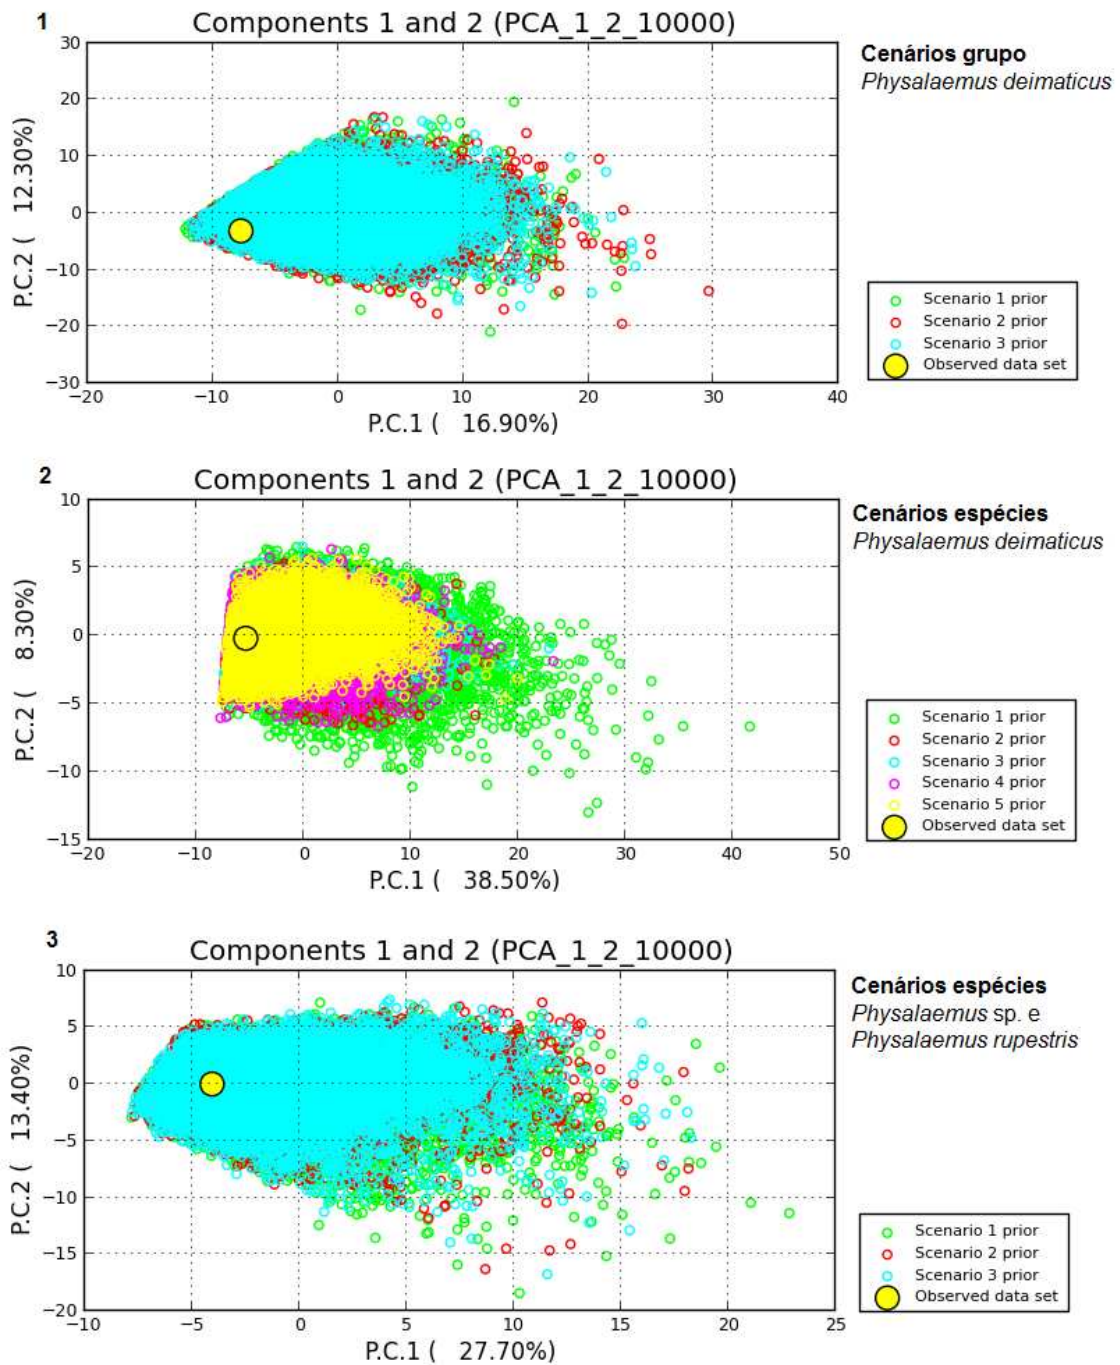 1
Components 1 and 2 (PCA_1_2_10000)
Cenários grupo
Physalaemus deimaticus
30
20
10
0
−10
−20
−30
P.C.2 ( 12.30%)
−20 −10 0 10 20 30 40
P.C.1 ( 16.90%)
Scenario 1 prior
Scenario 2 prior
Scenario 3 prior
Observed data set
2
Components 1 and 2 (PCA_1_2_10000)
Cenários espécies
Physalaemus deimaticus
10
5
0
−5
−10
−15
P.C.2 ( 8.30%)
−20 −10 0 10 20 30 40 50
P.C.1 ( 38.50%)
Scenario 1 prior
Scenario 2 prior
Scenario 3 prior
Scenario 4 prior
Scenario 5 prior
Observed data set
3
Components 1 and 2 (PCA_1_2_10000)
Cenários espécies
Physalaemus sp. e
Physalaemus rupestris
10
5
0
−5
−10
−15
−20
P.C.2 ( 13.40%)
−10 −5 0 5 10 15 20 25
P.C.1 ( 27.70%)
Scenario 1 prior
Scenario 2 prior
Scenario 3 prior
Observed data set